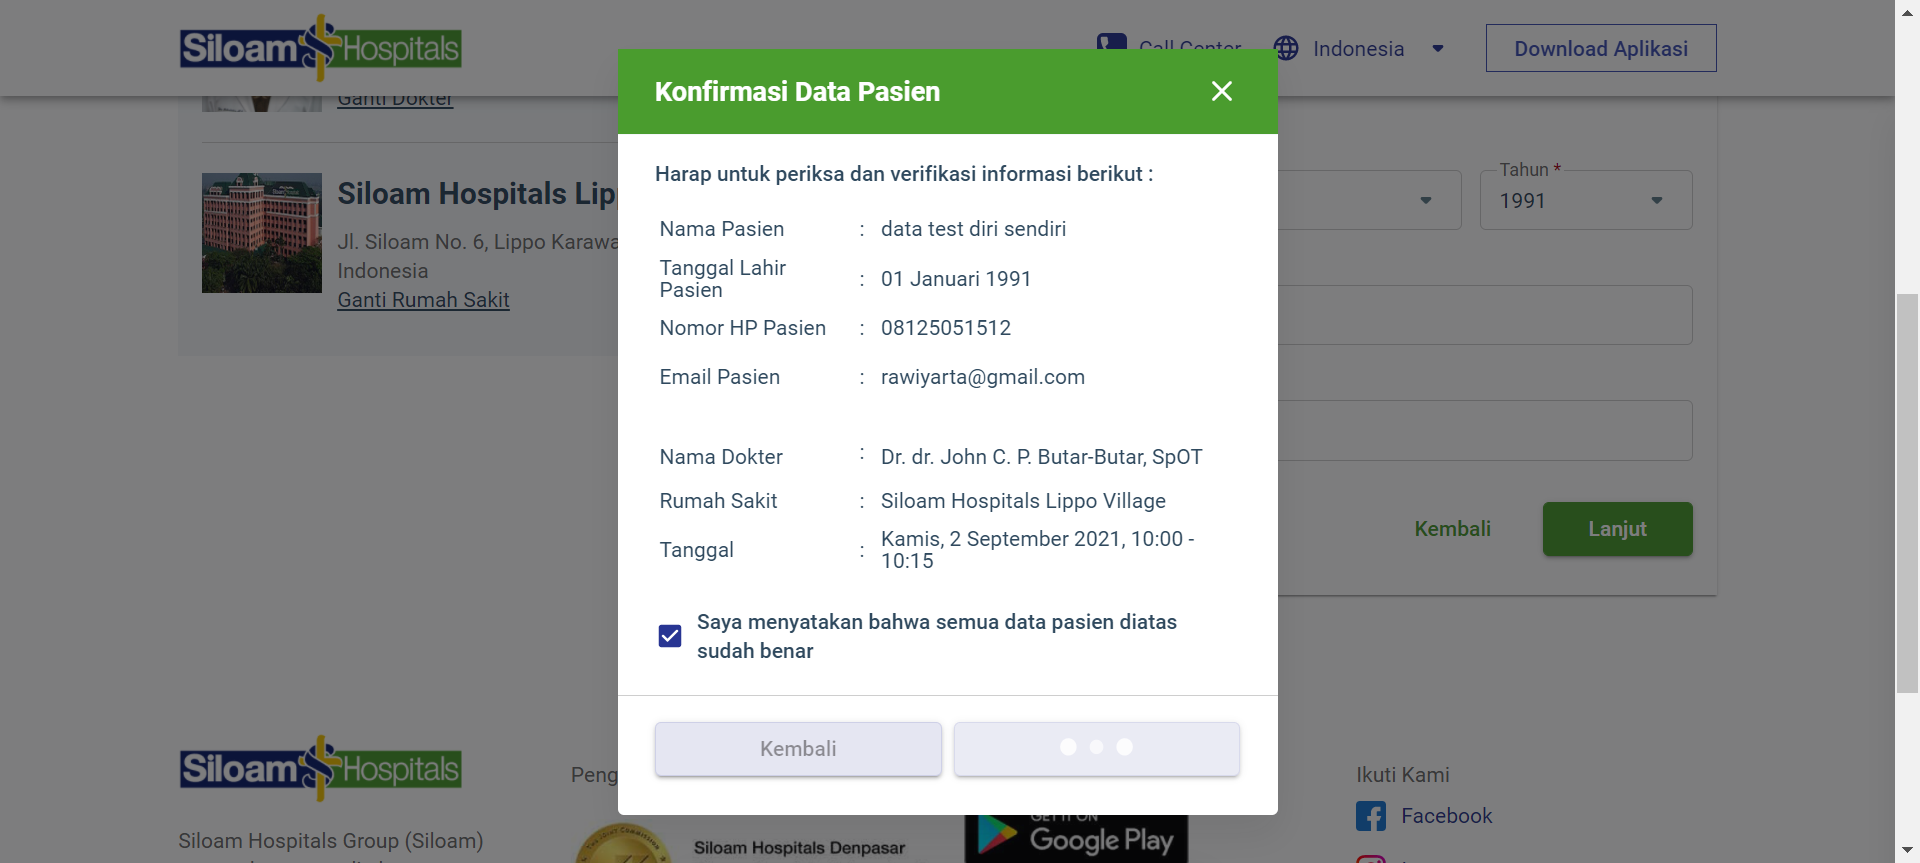 Siloam Hospitals
Call Center
Indonesia
Download Aplikasi
Ganti Dokter
Siloam Hospitals Lip
Jl. Siloam No. 6, Lippo Karawa
Indonesia
Ganti Rumah Sakit
Konfirmasi Data Pasien
Harap untuk periksa dan verifikasi informasi berikut :
Nama Pasien : data test diri sendiri
Tanggal Lahir Pasien : 01 Januari 1991
Nomor HP Pasien : 08125051512
Email Pasien : rawiyarta@gmail.com
Nama Dokter : Dr. dr. John C. P. Butar-Butar, SpOT
Rumah Sakit : Siloam Hospitals Lippo Village
Tanggal : Kamis, 2 September 2021, 10:00 -
10:15
Saya menyatakan bahwa semua data pasien diatas
sudah benar
Kembali
Tahun *
1991
Kembali
Lanjut
Siloam Hospitals
Siloam Hospitals Group (Siloam)
Peng
Siloam Hospitals Denpasar
GET IT ON
Google Play
Ikuti Kami
Facebook